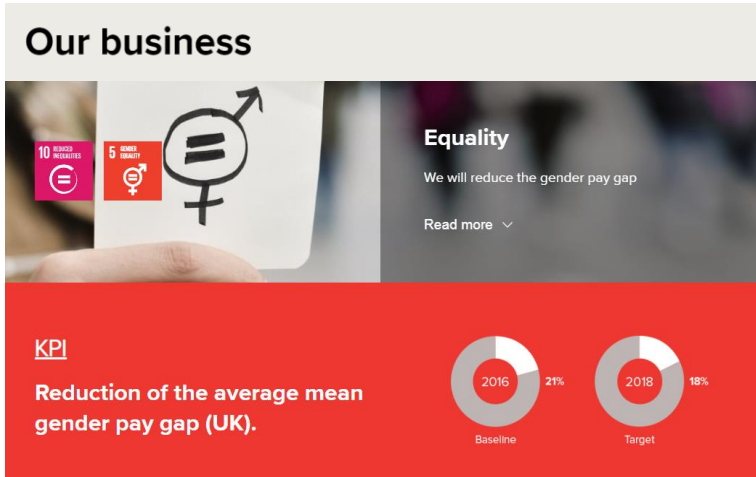 Our business
10 REDUCED
INEQUALITIES
5 GENDER
EQUALITY
Equality
We will reduce the gender pay gap
Read more
KPI
Reduction of the average mean
gender pay gap (UK).
2016
21%
Baseline
2018
18%
Target